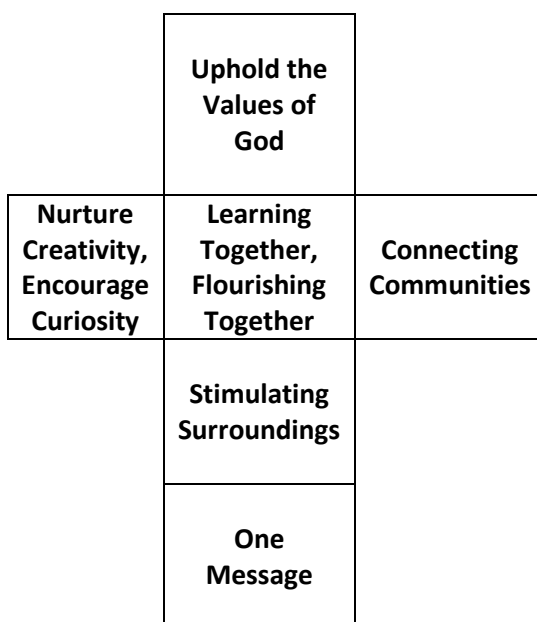 Uphold the
Values of
God
Nurture
Creativity,
Encourage
Curiosity
Learning
Together,
Flourishing
Together
Connecting
Communities
Stimulating
Surroundings
One
Message